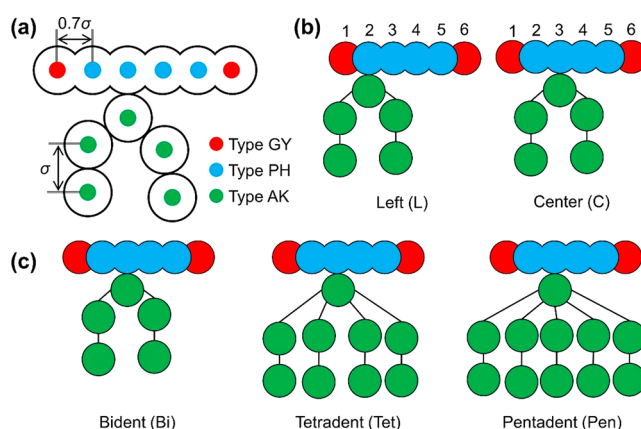 (a)
0.7σ
σ
Type GY
Type PH
Type AK
(b)
1 2 3 4 5 6
Left (L)
1 2 3 4 5 6
Center (C)
(c)
Bident (Bi)
Tetradent (Tet)
Pentadent (Pen)